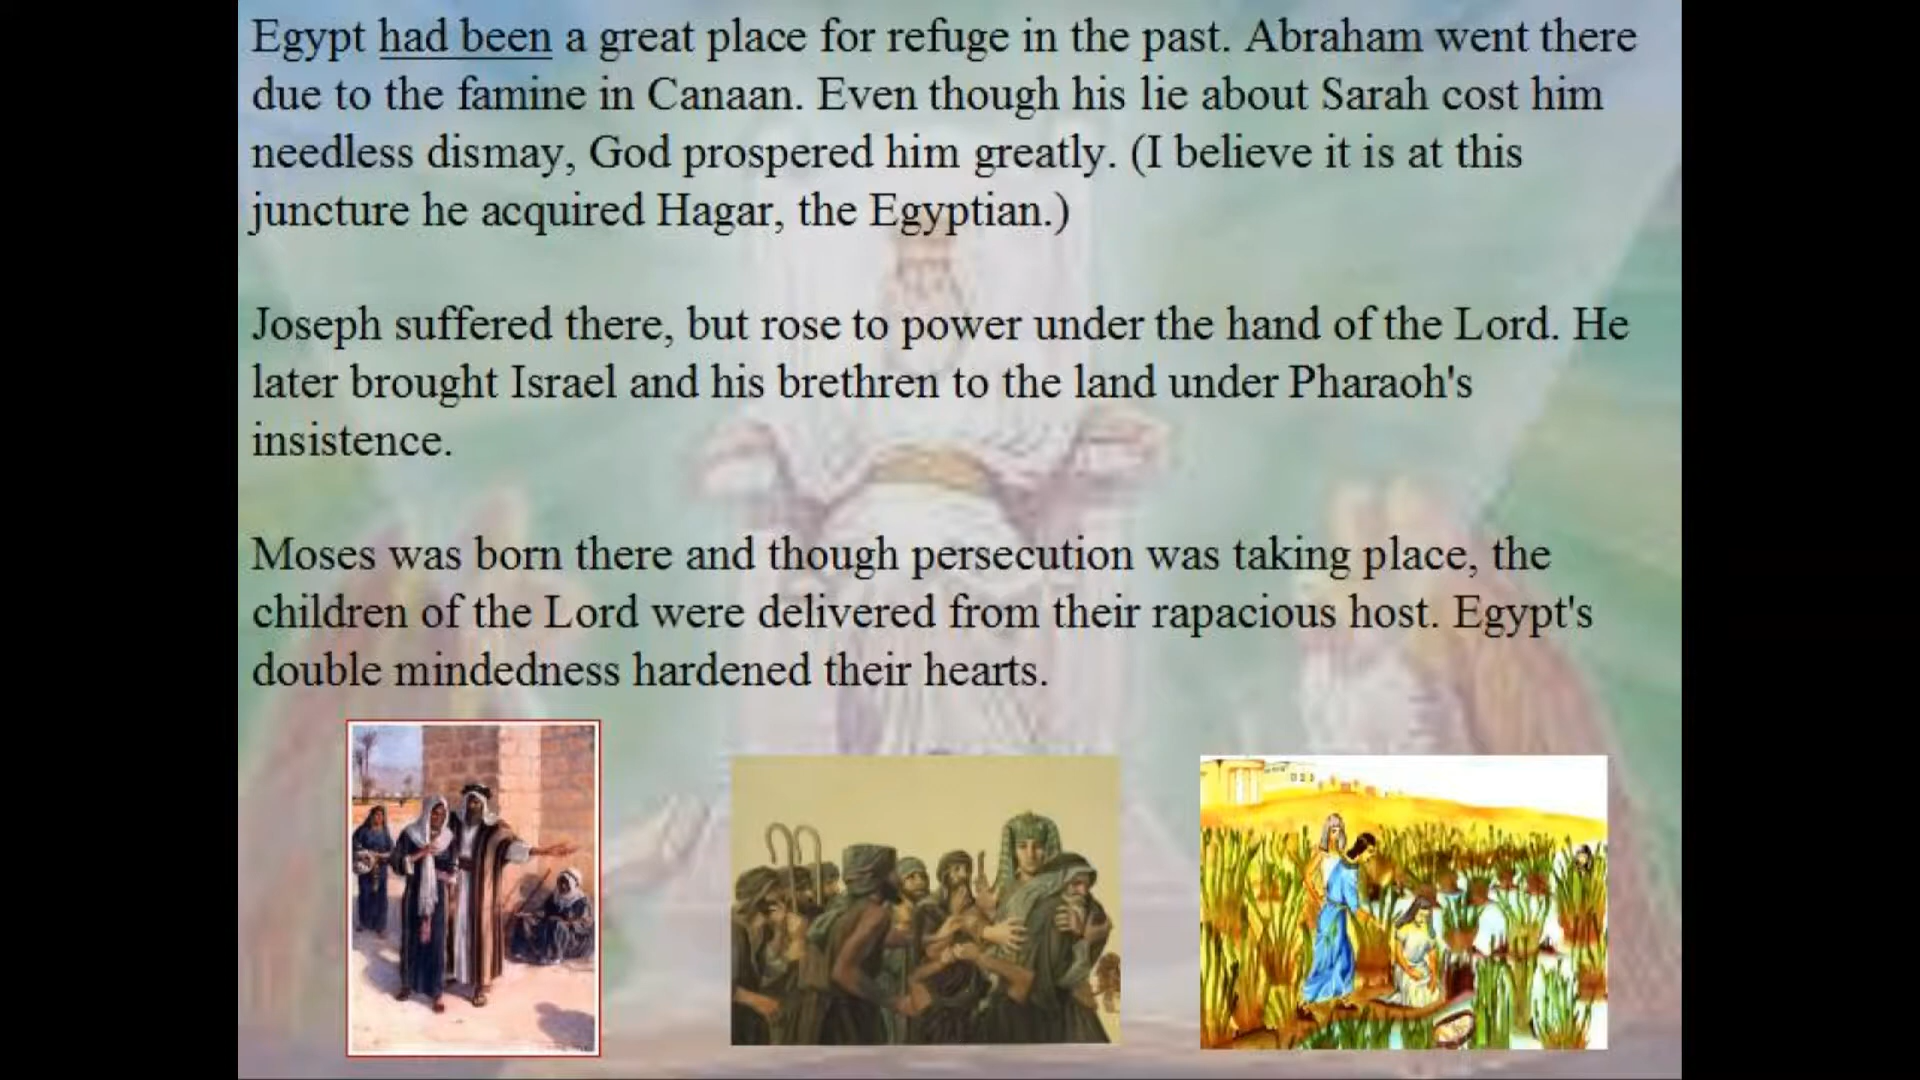 Egypt had been a great place for refuge in the past. Abraham went there
due to the famine in Canaan. Even though his lie about Sarah cost him
needless dismay, God prospered him greatly. (I believe it is at this
juncture he acquired Hagar, the Egyptian.)
Joseph suffered there, but rose to power under the hand of the Lord. He
later brought Israel and his brethren to the land under Pharaoh's
insistence.
Moses was born there and though persecution was taking place, the
children of the Lord were delivered from their rapacious host. Egypt's
double mindedness hardened their hearts.